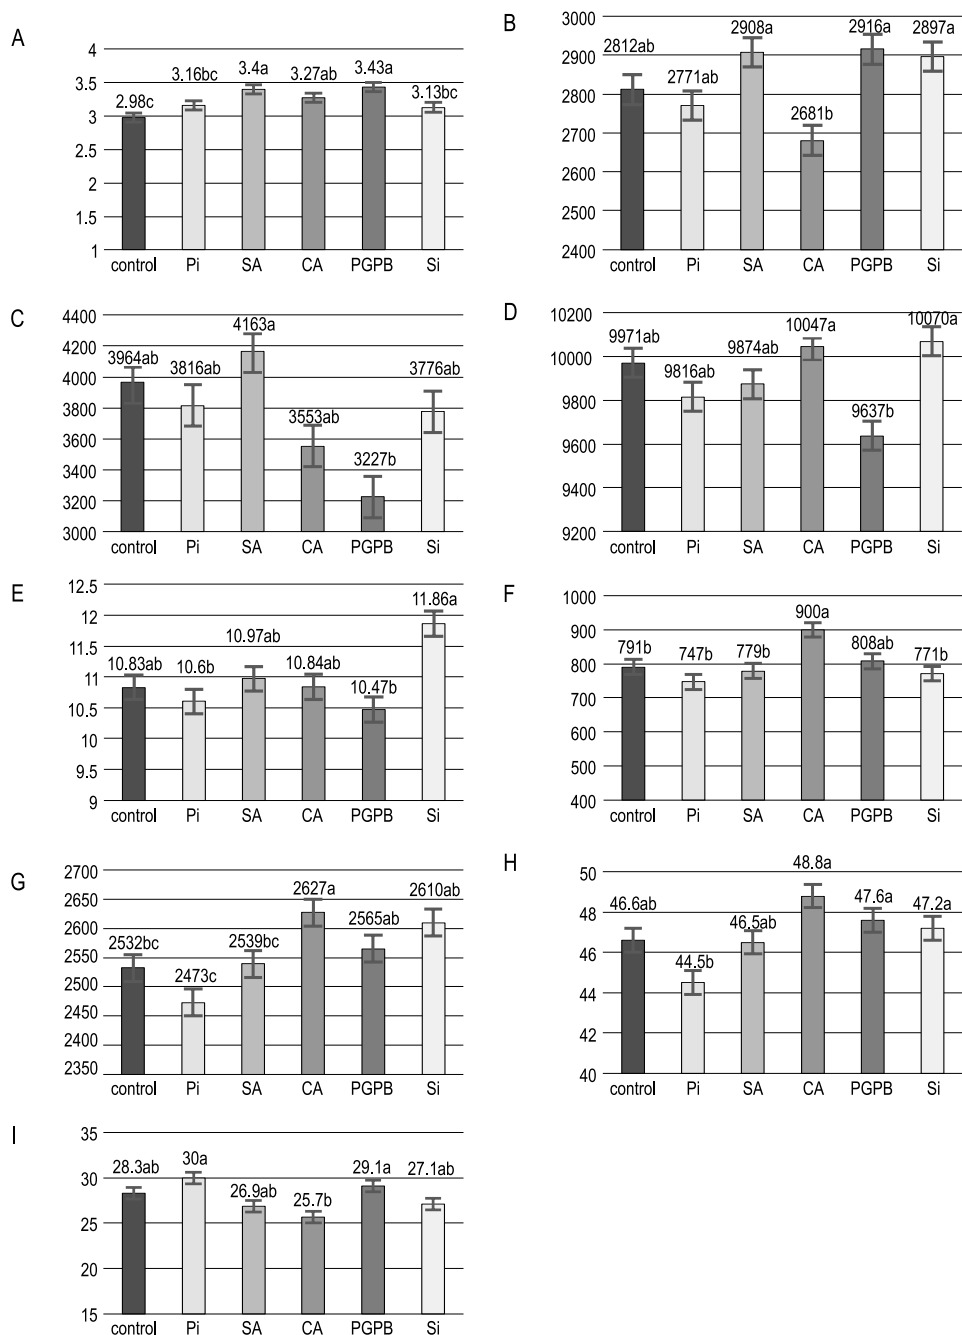 A
4
3.5
3
2.5
2
1.5
1
2.98c
3.16bc
3.4a
3.27ab
3.43a
3.13bc
control Pi SA CA PGPB Si
B
3000
2900
2800
2700
2600
2500
2400
2812ab
2771ab
2908a
2681b
2916a
2897a
control Pi SA CA PGPB Si
C
4400
4200
4000
3800
3600
3400
3200
3000
3964ab
3816ab
4163a
3553ab
3227b
3776ab
control Pi SA CA PGPB Si
D
10200
10000
9800
9600
9400
9200
9971ab
9816ab
9874ab
10047a
9637b
10070a
control Pi SA CA PGPB Si
E
12.5
12
11.5
11
10.5
10
9.5
9
10.83ab
10.6b
10.97ab
10.84ab
10.47b
11.86a
control Pi SA CA PGPB Si
F
1000
900
800
700
600
500
400
791b
747b
779b
900a
808ab
771b
control Pi SA CA PGPB Si
G
2700
2650
2600
2550
2500
2450
2400
2350
2532bc
2473c
2539bc
2627a
2565ab
2610ab
control Pi SA CA PGPB Si
H
50
48
46
44
42
40
46.6ab
44.5b
46.5ab
48.8a
47.6a
47.2a
control Pi SA CA PGPB Si
I
35
30
25
20
15
28.3ab
30a
26.9ab
25.7b
29.1a
27.1ab
control Pi SA CA PGPB Si